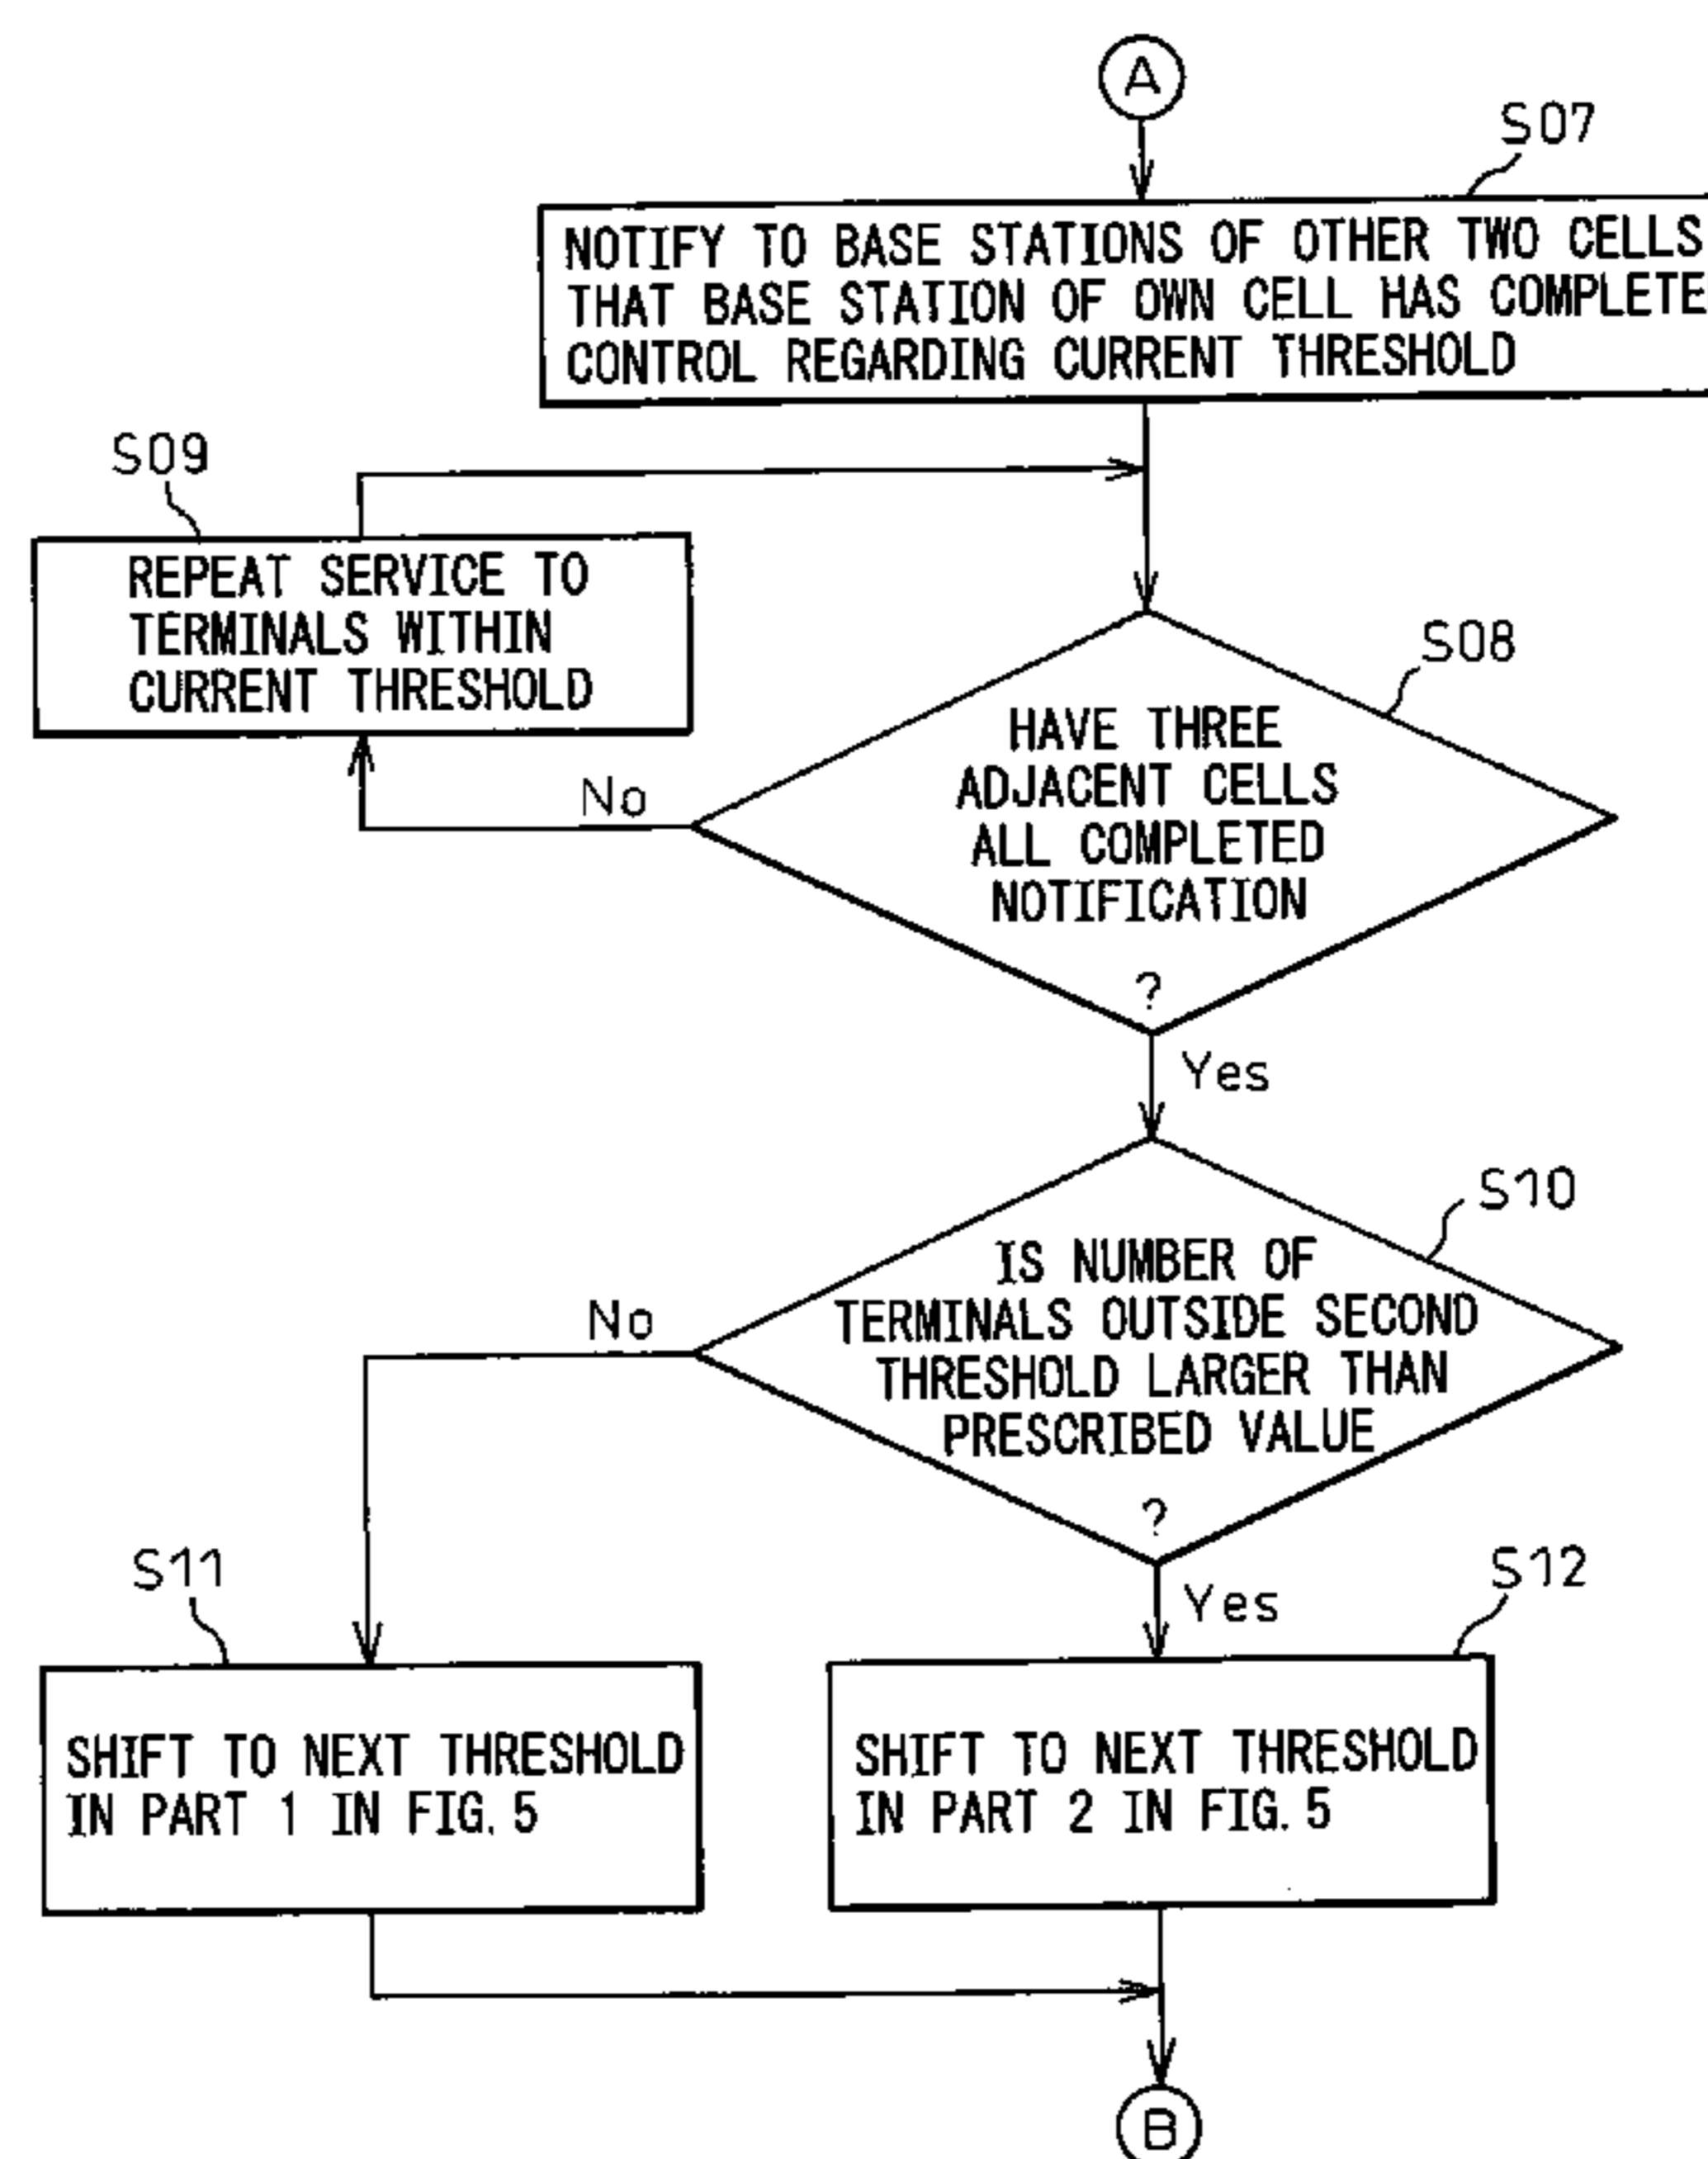 A
S07
NOTIFY TO BASE STATIONS OF OTHER TWO CELLS
THAT BASE STATION OF OWN CELL HAS COMPLETE
CONTROL REGARDING CURRENT THRESHOLD
S09
REPEAT SERVICE TO
TERMINALS WITHIN
CURRENT THRESHOLD
S08
HAVE THREE
ADJACENT CELLS
ALL COMPLETED
NOTIFICATION
?
No
Yes
S10
IS NUMBER OF
TERMINALS OUTSIDE SECOND
THRESHOLD LARGER THAN
PRESCRIBED VALUE
?
No
Yes
S11
SHIFT TO NEXT THRESHOLD
IN PART 1 IN FIG. 5
S12
SHIFT TO NEXT THRESHOLD
IN PART 2 IN FIG. 5
B